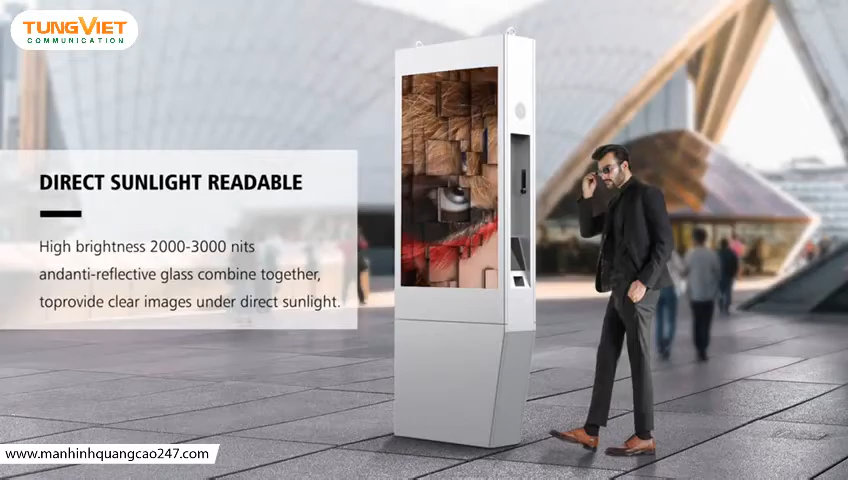 TUNGVIET
COMMUNICATION
DIRECT SUNLIGHT READABLE
High brightness 2000-3000 nits
andanti-reflective glass combine together,
toprovide clear images under direct sunlight.
www.manhinhquangcao247.com